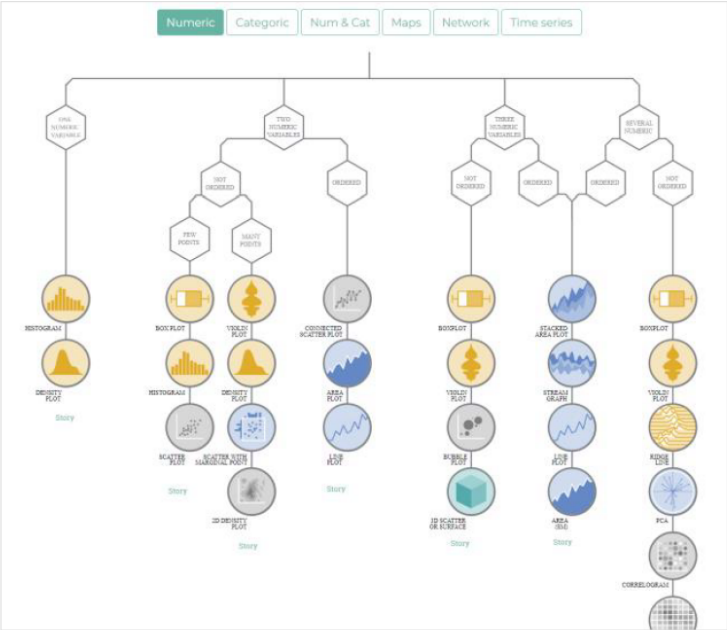 Numeric
Categoric
Num & Cat
Maps
Network
Time series
ONE
NUMERIC
VARIABLE
TWO
NUMERIC
VARIABLES
THREE
NUMERIC
VARIABLES
SEVERAL
NUMERIC
NOT
ORDERED
ORDERED
NOT
ORDERED
ORDERED
ORDERED
NOT
ORDERED
FEW
POINTS
MANY
POINTS
HISTOGRAM
BOXPLOT
VIOLIN
PLOT
CONNECTED
SCATTER PLOT
BOXPLOT
STACKED
AREA PLOT
BOXPLOT
DENSITY
PLOT
HISTOGRAM
DENSITY
PLOT
AREA
PLOT
VIOLIN
PLOT
STREAM
GRAPH
VIOLIN
PLOT
Story
SCATTER
PLOT
SCATTER WITH
MARGINAL POINT
LINE
PLOT
BUBBLE
PLOT
LINE
PLOT
RIDGE
LINE
Story
Story
2D DENSITY
PLOT
3D SCATTER
OR SURFACE
AREA
(SM)
PCA
Story
Story
Story
CORRELOGRAM